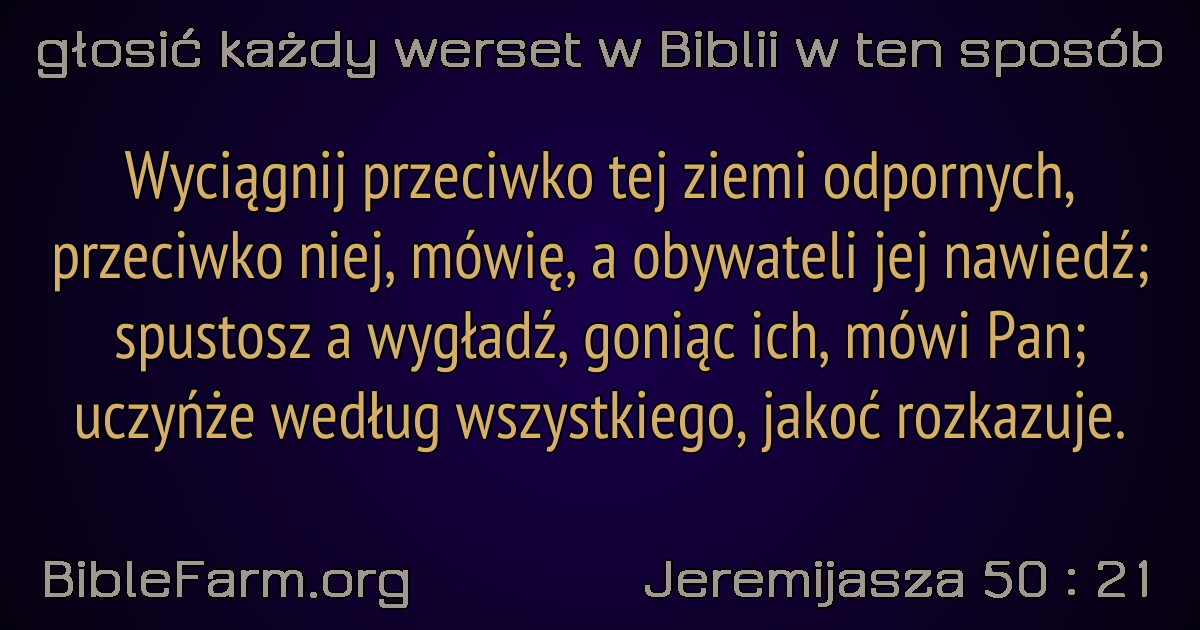 głosić każdy werset w Biblii w ten sposób
Wyciągnij przeciwko tej ziemi odpornych,
przeciwko niej, mówię, a obywateli jej nawiedź;
spustosz a wygładź, goniąc ich, mówi Pan;
uczyńże według wszystkiego, jakoć rozkazuje.
BibleFarm.org
Jeremijasza 50 : 21